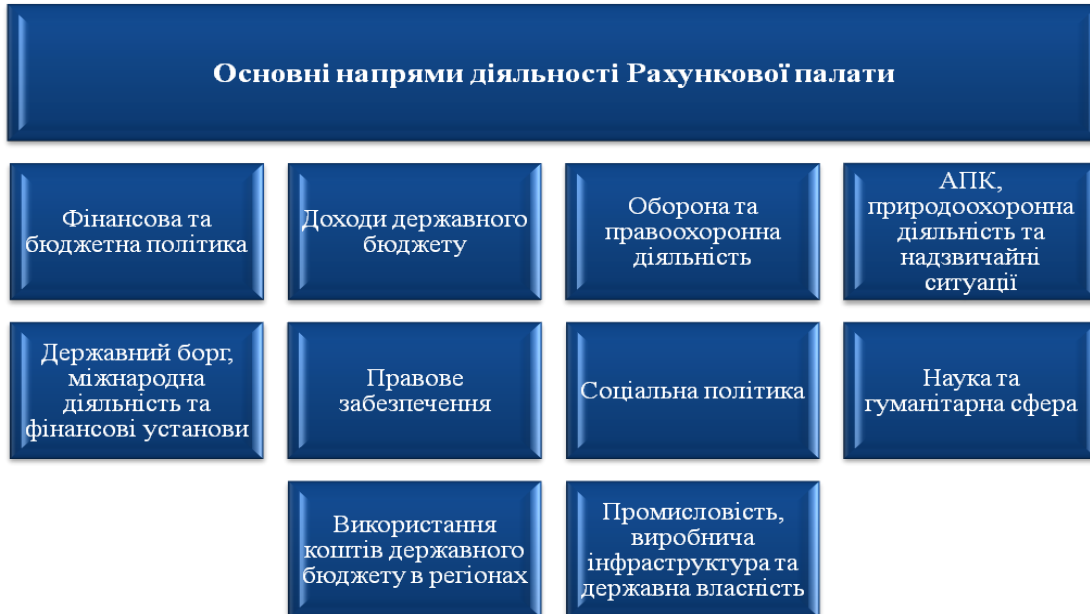 Основні напрями діяльності Рахункової палати
Фінансова та
бюджетна політика
Доходи державного
бюджету
Оборона та
правоохоронна
діяльність
АПК,
природоохоронна
діяльність та
надзвичайні
ситуації
Державний борг,
міжнародна
діяльність та
фінансові установи
Правове
забезпечення
Соціальна політика
Наука та
гуманітарна сфера
Використання
коштів державного
бюджету в регіонах
Промисловість,
виробнича
інфраструктура та
державна власність